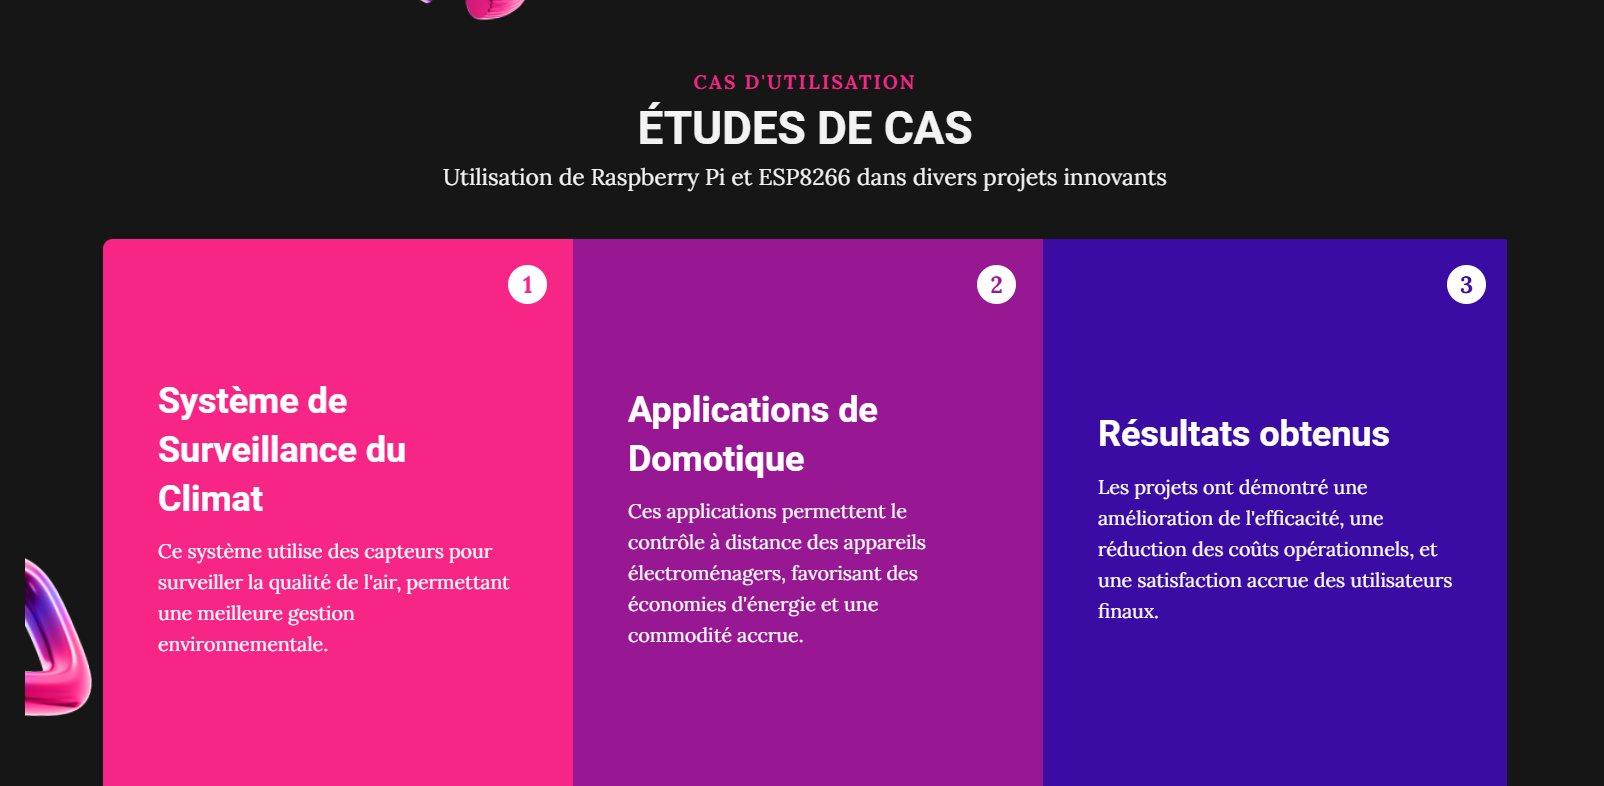 CAS D'UTILISATION
ÉTUDES DE CAS
Utilisation de Raspberry Pi et ESP8266 dans divers projets innovants
1
Système de
Surveillance du
Climat
Ce système utilise des capteurs pour
surveiller la qualité de l'air, permettant
une meilleure gestion
environnementale.
2
Applications de
Domotique
Ces applications permettent le
contrôle à distance des appareils
électroménagers, favorisant des
économies d'énergie et une
commodité accrue.
3
Résultats obtenus
Les projets ont démontré une
amélioration de l'efficacité, une
réduction des coûts opérationnels, et
une satisfaction accrue des utilisateurs
finaux.